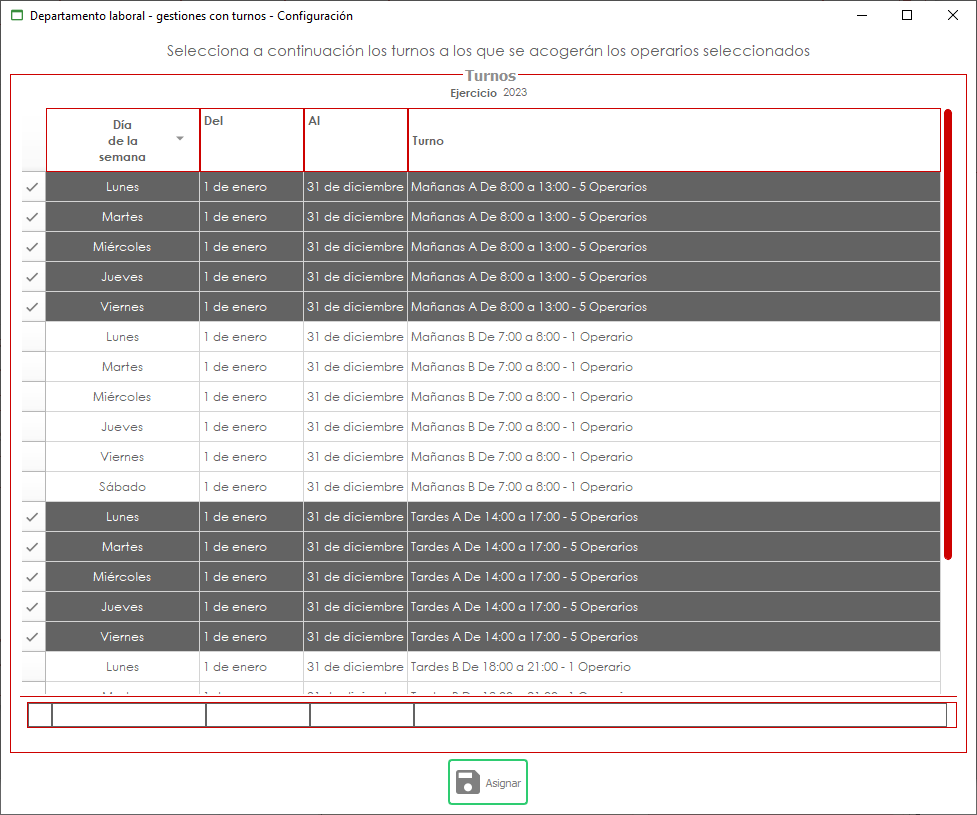 Departamento laboral - gestiones con turnos - Configuración
Selecciona a continuación los turnos a los que se acogerán los operarios seleccionados
Turnos
Ejercicio 2023
Día de la semana Del Al Turno
Lunes 1 de enero 31 de diciembre Mañanas A De 8:00 a 13:00 - 5 Operarios
Martes 1 de enero 31 de diciembre Mañanas A De 8:00 a 13:00 - 5 Operarios
Miércoles 1 de enero 31 de diciembre Mañanas A De 8:00 a 13:00 - 5 Operarios
Jueves 1 de enero 31 de diciembre Mañanas A De 8:00 a 13:00 - 5 Operarios
Viernes 1 de enero 31 de diciembre Mañanas A De 8:00 a 13:00 - 5 Operarios
Lunes 1 de enero 31 de diciembre Mañanas B De 7:00 a 8:00 - 1 Operario
Martes 1 de enero 31 de diciembre Mañanas B De 7:00 a 8:00 - 1 Operario
Miércoles 1 de enero 31 de diciembre Mañanas B De 7:00 a 8:00 - 1 Operario
Jueves 1 de enero 31 de diciembre Mañanas B De 7:00 a 8:00 - 1 Operario
Viernes 1 de enero 31 de diciembre Mañanas B De 7:00 a 8:00 - 1 Operario
Sábado 1 de enero 31 de diciembre Mañanas B De 7:00 a 8:00 - 1 Operario
Lunes 1 de enero 31 de diciembre Tardes A De 14:00 a 17:00 - 5 Operarios
Martes 1 de enero 31 de diciembre Tardes A De 14:00 a 17:00 - 5 Operarios
Miércoles 1 de enero 31 de diciembre Tardes A De 14:00 a 17:00 - 5 Operarios
Jueves 1 de enero 31 de diciembre Tardes A De 14:00 a 17:00 - 5 Operarios
Viernes 1 de enero 31 de diciembre Tardes A De 14:00 a 17:00 - 5 Operarios
Lunes 1 de enero 31 de diciembre Tardes B De 18:00 a 21:00 - 1 Operario
Asignar